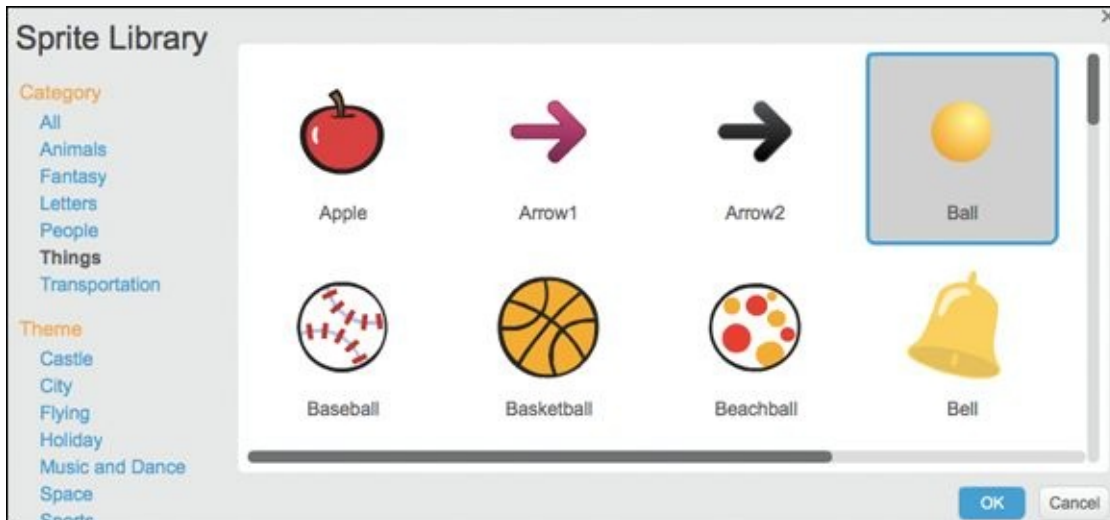 Sprite Library
Category
All
Animals
Fantasy
Letters
People
Things
Transportation
Theme
Castle
City
Flying
Holiday
Music and Dance
Space
Sports
Apple
Arrow1
Arrow2
Ball
Baseball
Basketball
Beachball
Bell
OK
Cancel